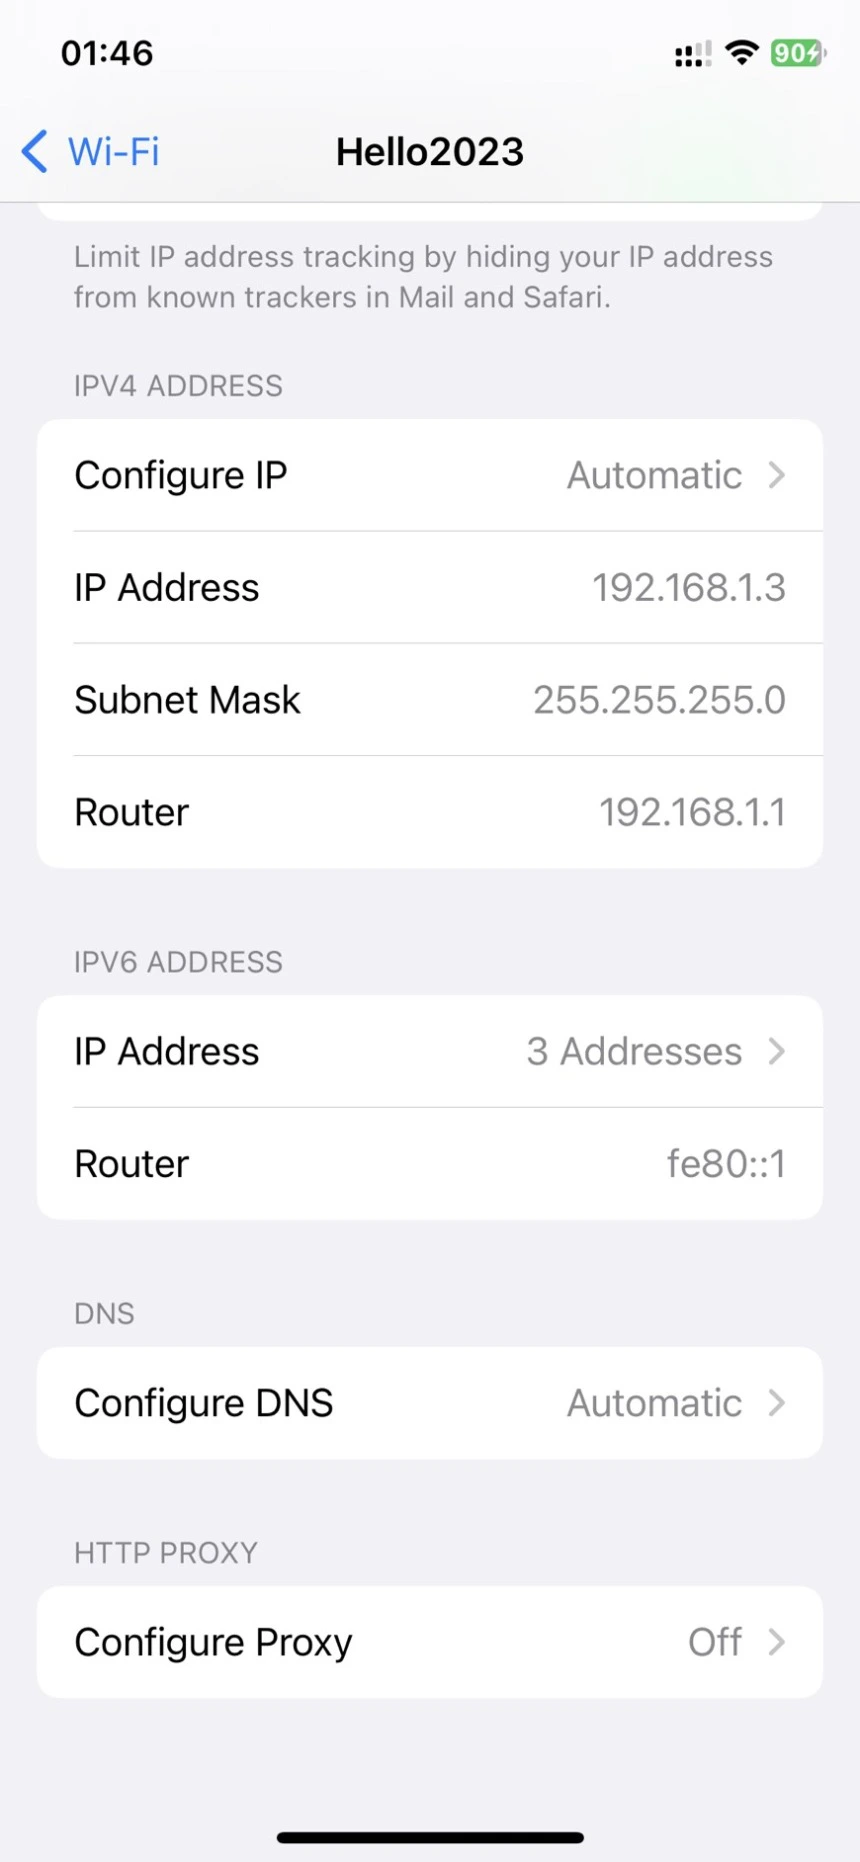 01:46
90
Wi-Fi
Hello2023
Limit IP address tracking by hiding your IP address
from known trackers in Mail and Safari.
IPV4 ADDRESS
Configure IP Automatic
IP Address 192.168.1.3
Subnet Mask 255.255.255.0
Router 192.168.1.1
IPV6 ADDRESS
IP Address 3 Addresses
Router fe80::1
DNS
Configure DNS Automatic
HTTP PROXY
Configure Proxy Off